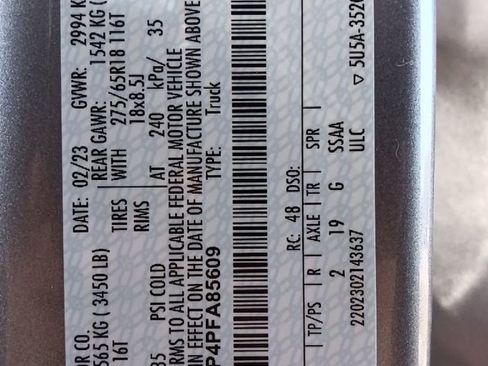 OR CO. DATE: 02/23 GVWR: 2994 K
565 KG ( 3450 LB) REAR GAWR: 1542 KG (
16T TIRES WITH 275/65R18 116T
RIMS 18x8.5J
35 PSI COLD AT 240 kPa/ 35
RMS TO ALL APPLICABLE FEDERAL MOTOR VEHICLE
IN EFFECT ON THE DATE OF MANUFACTURE SHOWN ABOVE
P4PFA85609 TYPE: Truck
RC: 48 DSO:
TP/PS R AXLE TR SPR
2 19 G SSAA
2202302143637 ULC
▽ 5U5A-3520